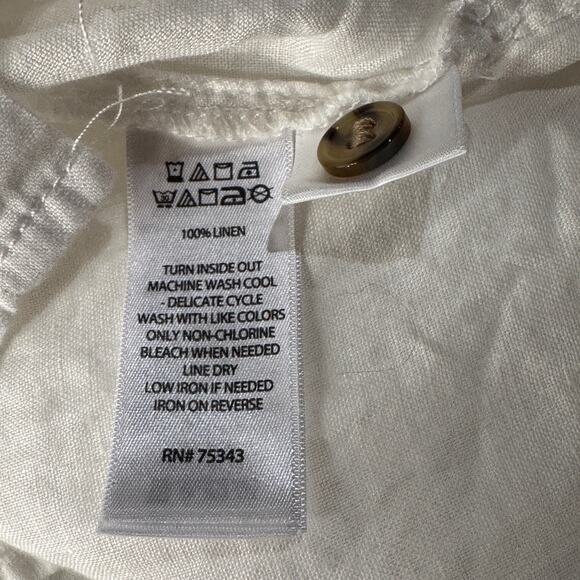 100% LINEN
TURN INSIDE OUT
MACHINE WASH COOL
- DELICATE CYCLE
WASH WITH LIKE COLORS
ONLY NON-CHLORINE
BLEACH WHEN NEEDED
LINE DRY
LOW IRON IF NEEDED
IRON ON REVERSE
RN# 75343